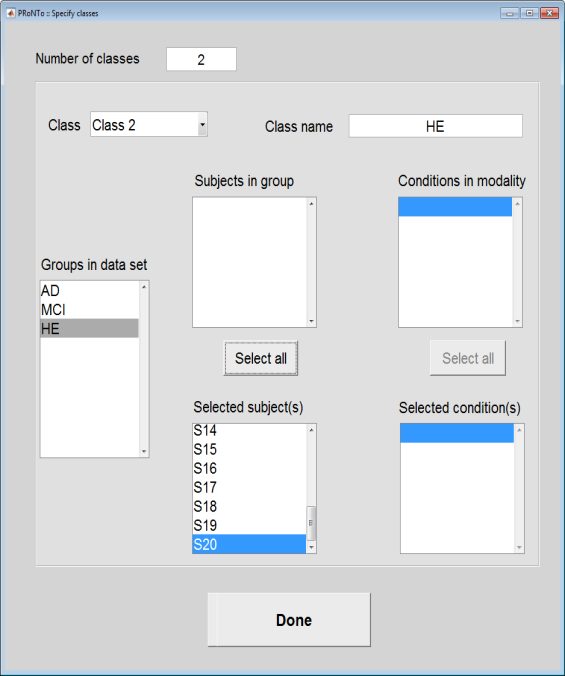 PRoNTo :: Specify classes
Number of classes
2
Class
Class 2
Class name
HE
Subjects in group
Conditions in modality
Groups in data set
AD
MCI
HE
Select all
Select all
Selected subject(s)
Selected condition(s)
S14
S15
S16
S17
S18
S19
S20
Done